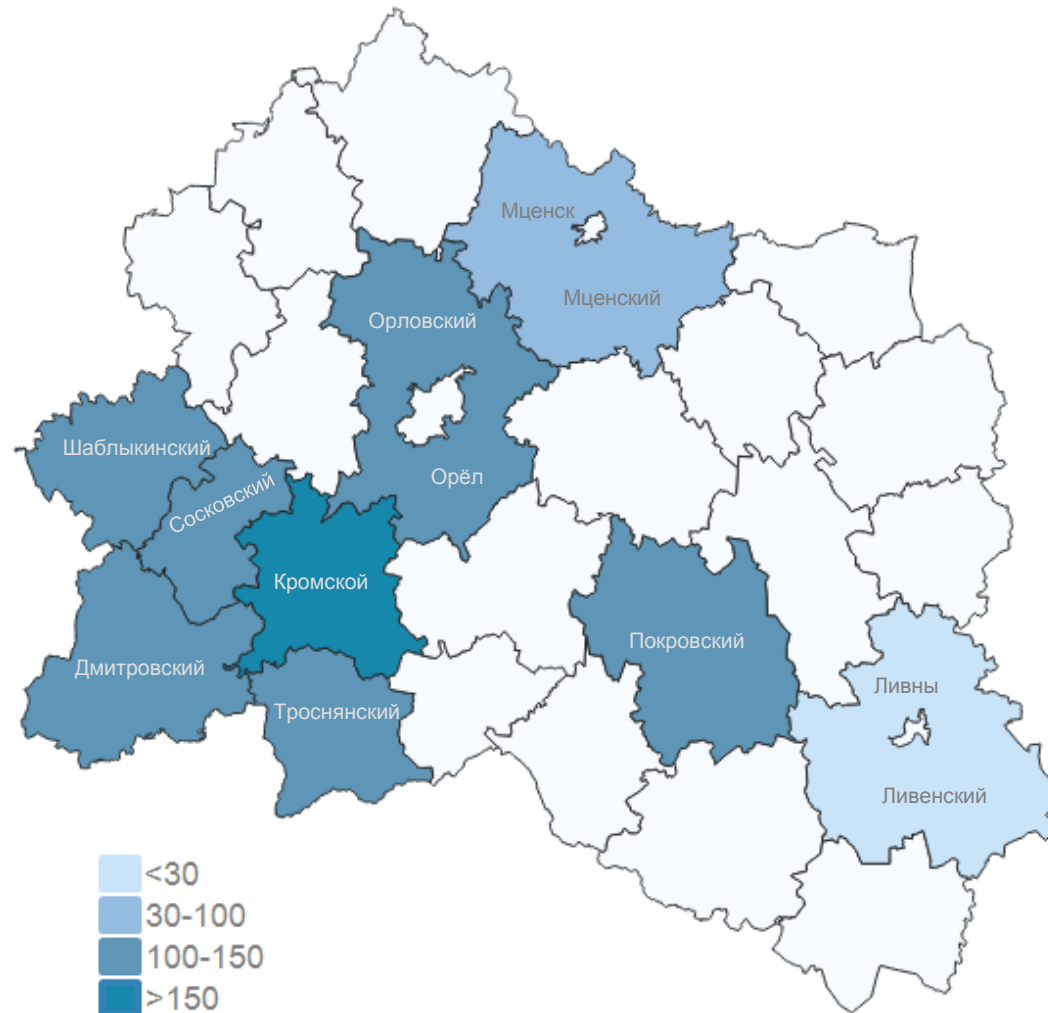 Мценск
Мценский
Орловский
Шаблыкинский
Орёл
Сосковский
Кромской
Покровский
Дмитровский
Ливны
Троснянский
Ливенский
<30
30-100
100-150
>150